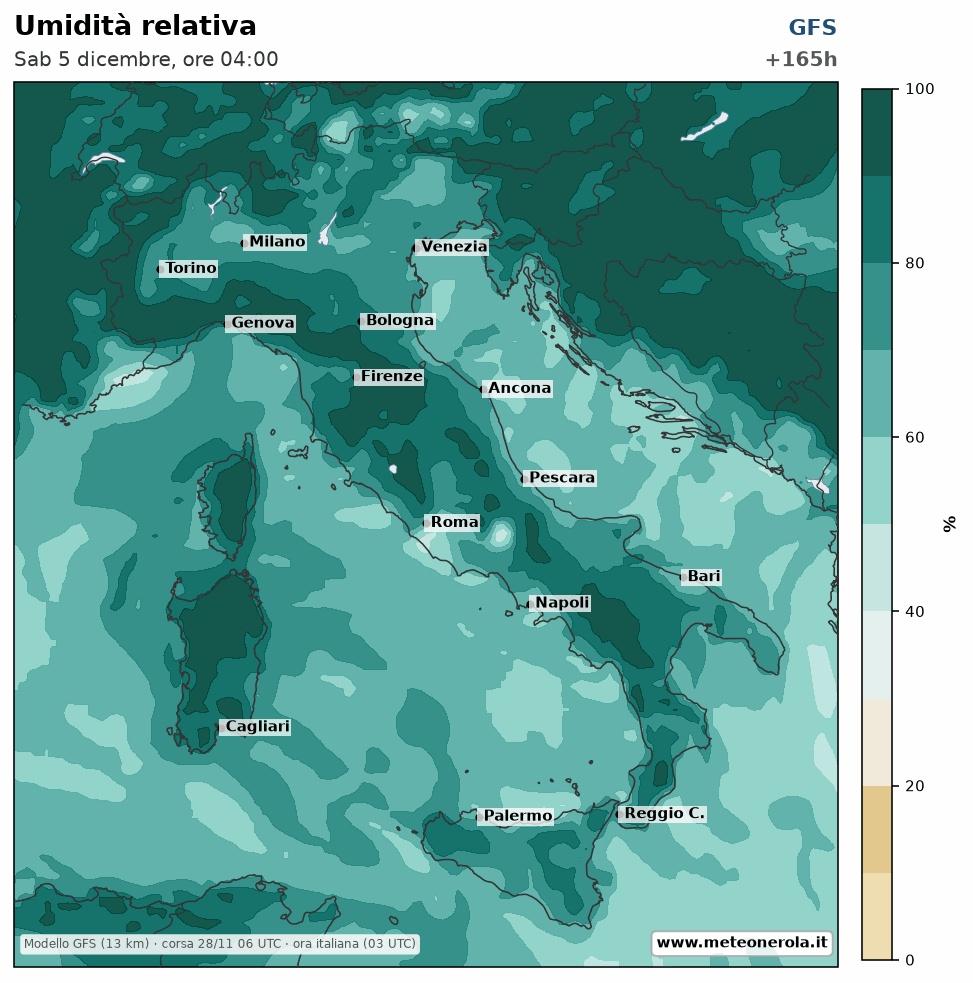 Umidità relativa
GFS
Sab 5 dicembre, ore 04:00
+165h
100
80
60
40
20
0
%
Milano
Venezia
Torino
Genova
Bologna
Firenze
Ancona
Pescara
Roma
Bari
Napoli
Cagliari
Palermo
Reggio C.
Modello GFS (13 km) · corsa 28/11 06 UTC · ora italiana (03 UTC)
www.meteonerola.it